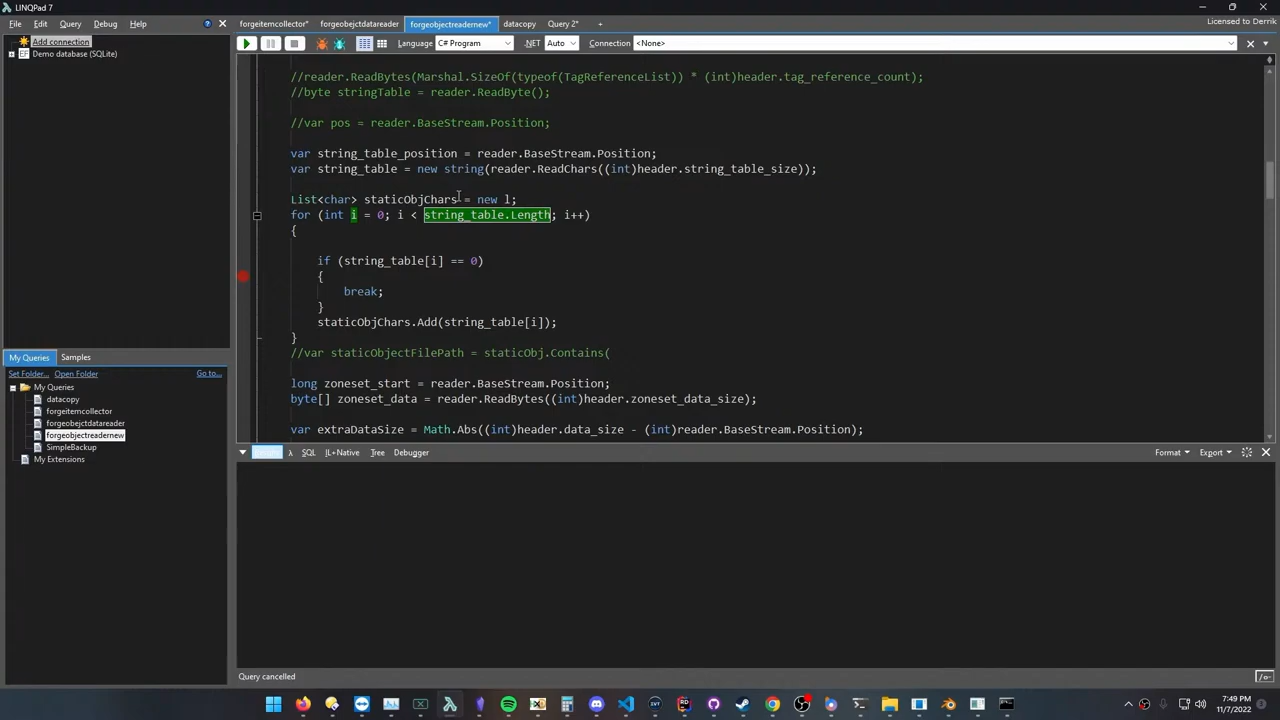 LINQPad 7
File Edit Query Debug Help
forgeitemcollector* forgeobejctdatareader forgeobjectreadernew* datacopy Query 2* +
Licensed to Derrik
Language C# Program .NET Auto Connection <None>
Add connection
Demo database (SQLite)
//reader.ReadBytes(Marshal.SizeOf(typeof(TagReferenceList)) * (int)header.tag_reference_count);
//byte stringTable = reader.ReadByte();
//var pos = reader.BaseStream.Position;
var string_table_position = reader.BaseStream.Position;
var string_table = new string(reader.ReadChars((int)header.string_table_size));
List<char> staticObjChars = new l;
for (int i = 0; i < string_table.Length; i++)
{
if (string_table[i] == 0)
{
break;
}
staticObjChars.Add(string_table[i]);
}
//var staticObjectFilePath = staticObj.Contains(
long zoneset_start = reader.BaseStream.Position;
byte[] zoneset_data = reader.ReadBytes((int)header.zoneset_data_size);
var extraDataSize = Math.Abs((int)header.data_size - (int)reader.BaseStream.Position);
My Queries Samples
Set Folder... Open Folder Go to...
My Queries
datacopy
forgeitemcollector
forgeobejctdatareader
forgeobjectreadernew
SimpleBackup
My Extensions
λ SQL IL+Native Tree Debugger
Format Export
Query cancelled
/o-
7:49 PM
11/7/2022